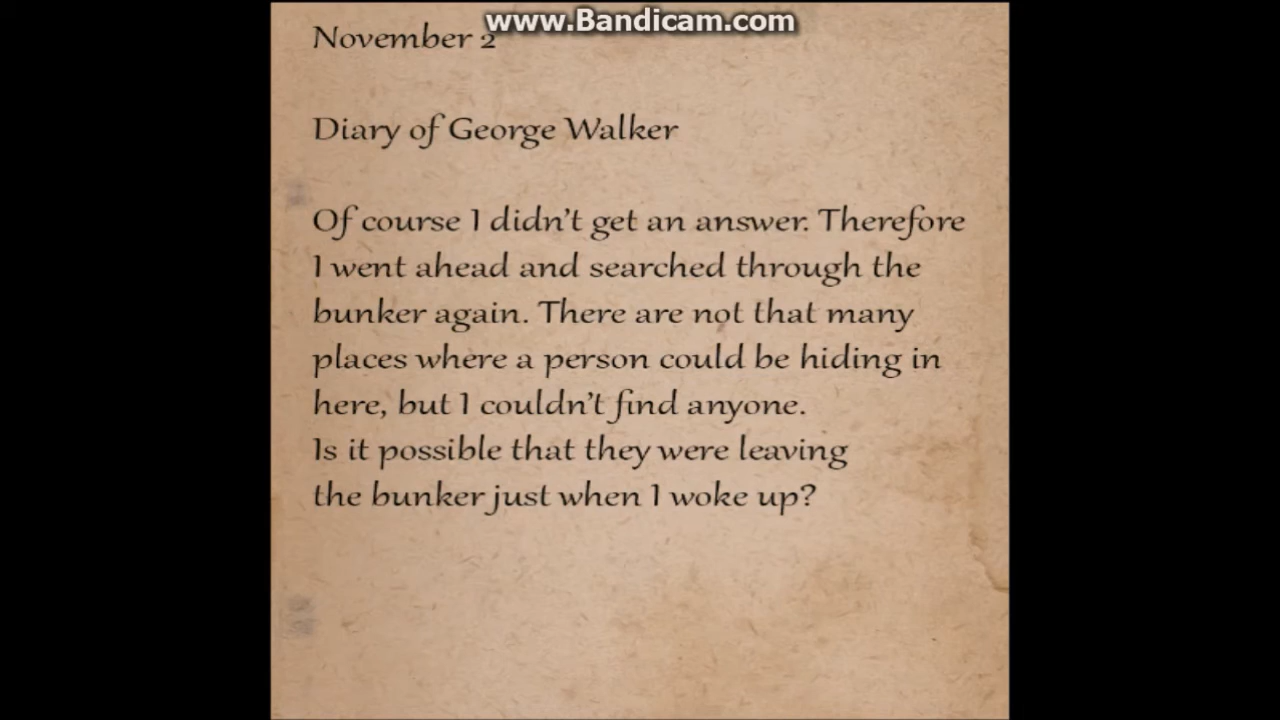 www.Bandicam.com
November 2
Diary of George Walker
Of course I didn't get an answer. Therefore
I went ahead and searched through the
bunker again. There are not that many
places where a person could be hiding in
here, but I couldn't find anyone.
Is it possible that they were leaving
the bunker just when I woke up?